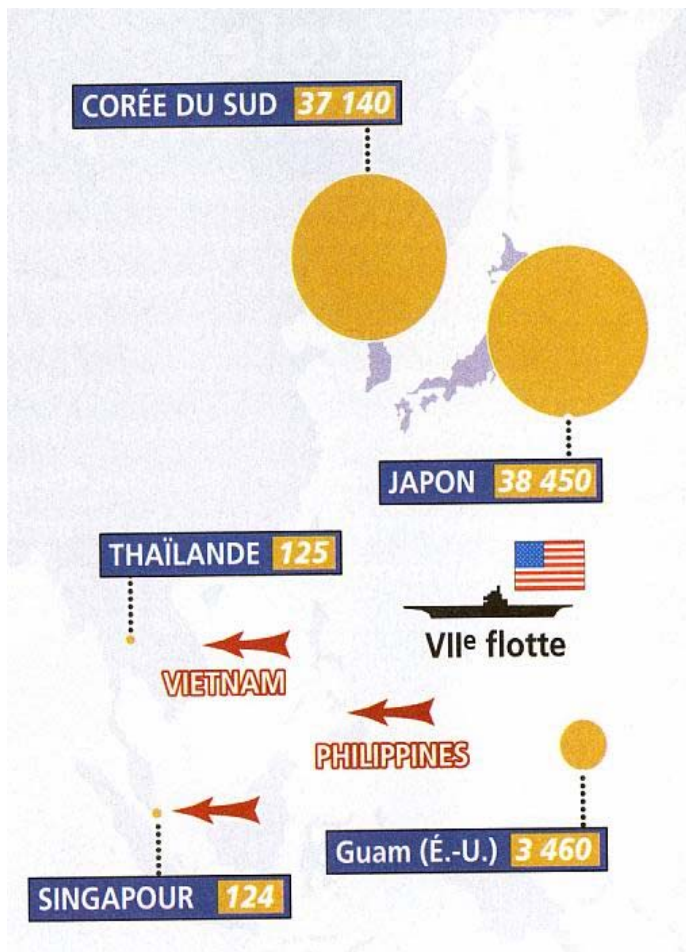 CORÉE DU SUD 37 140
JAPON 38 450
THAÏLANDE 125
VIIe flotte
VIETNAM
PHILIPPINES
Guam (É.-U.) 3 460
SINGAPOUR 124